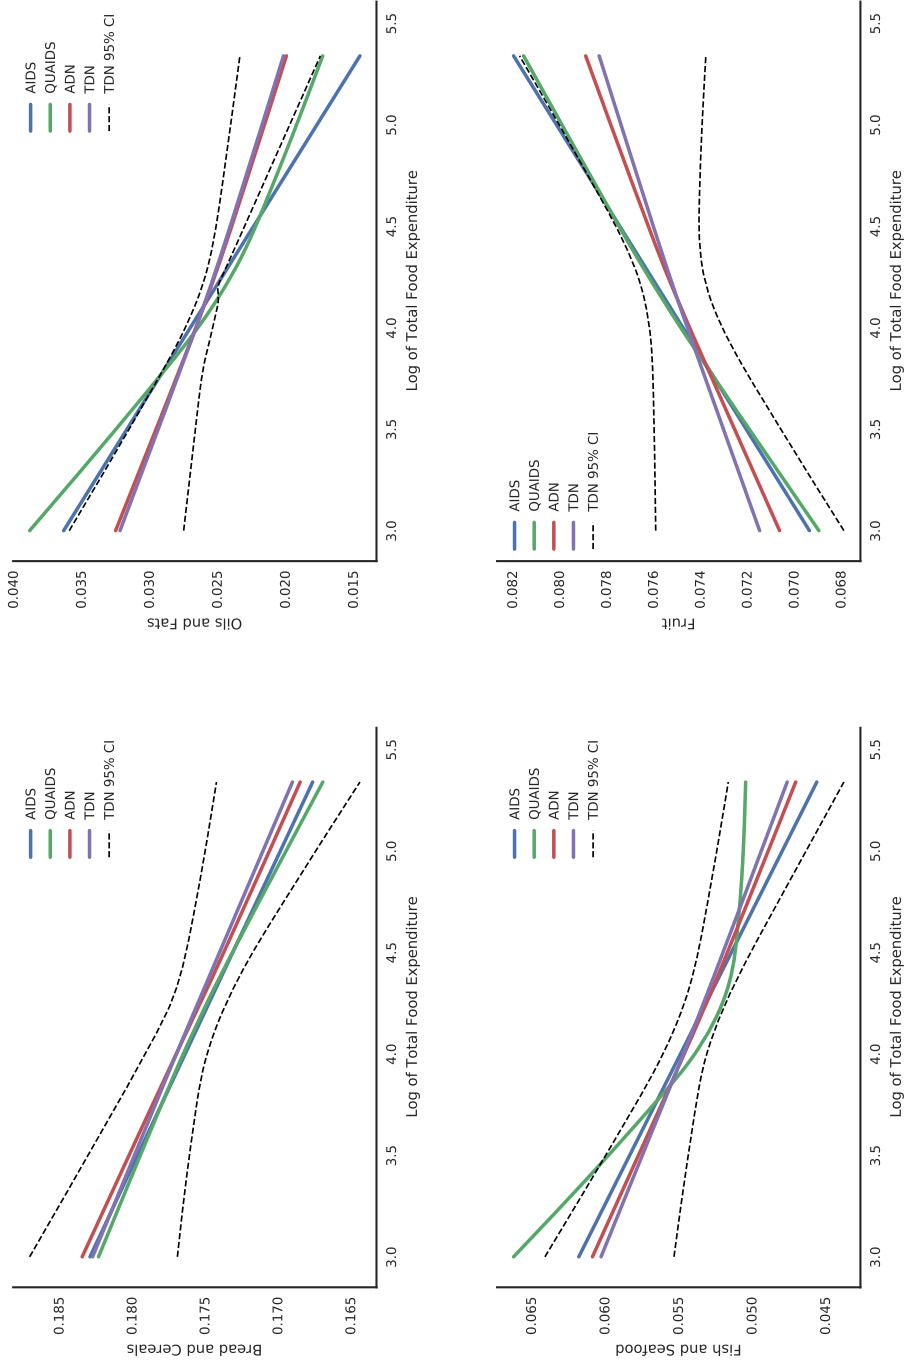 0.185
0.180
0.175
0.170
0.165
Bread and Cereals
3.0
3.5
4.0
4.5
5.0
5.5
Log of Total Food Expenditure
AIDS
QUAIDS
ADN
TDN
TDN 95% CI
0.040
0.035
0.030
0.025
0.020
0.015
Oils and Fats
3.0
3.5
4.0
4.5
5.0
5.5
Log of Total Food Expenditure
AIDS
QUAIDS
ADN
TDN
TDN 95% CI
0.065
0.060
0.055
0.050
0.045
Fish and Seafood
3.0
3.5
4.0
4.5
5.0
5.5
Log of Total Food Expenditure
AIDS
QUAIDS
ADN
TDN
TDN 95% CI
0.082
0.080
0.078
0.076
0.074
0.072
0.070
0.068
Fruit
3.0
3.5
4.0
4.5
5.0
5.5
Log of Total Food Expenditure
AIDS
QUAIDS
ADN
TDN
TDN 95% CI